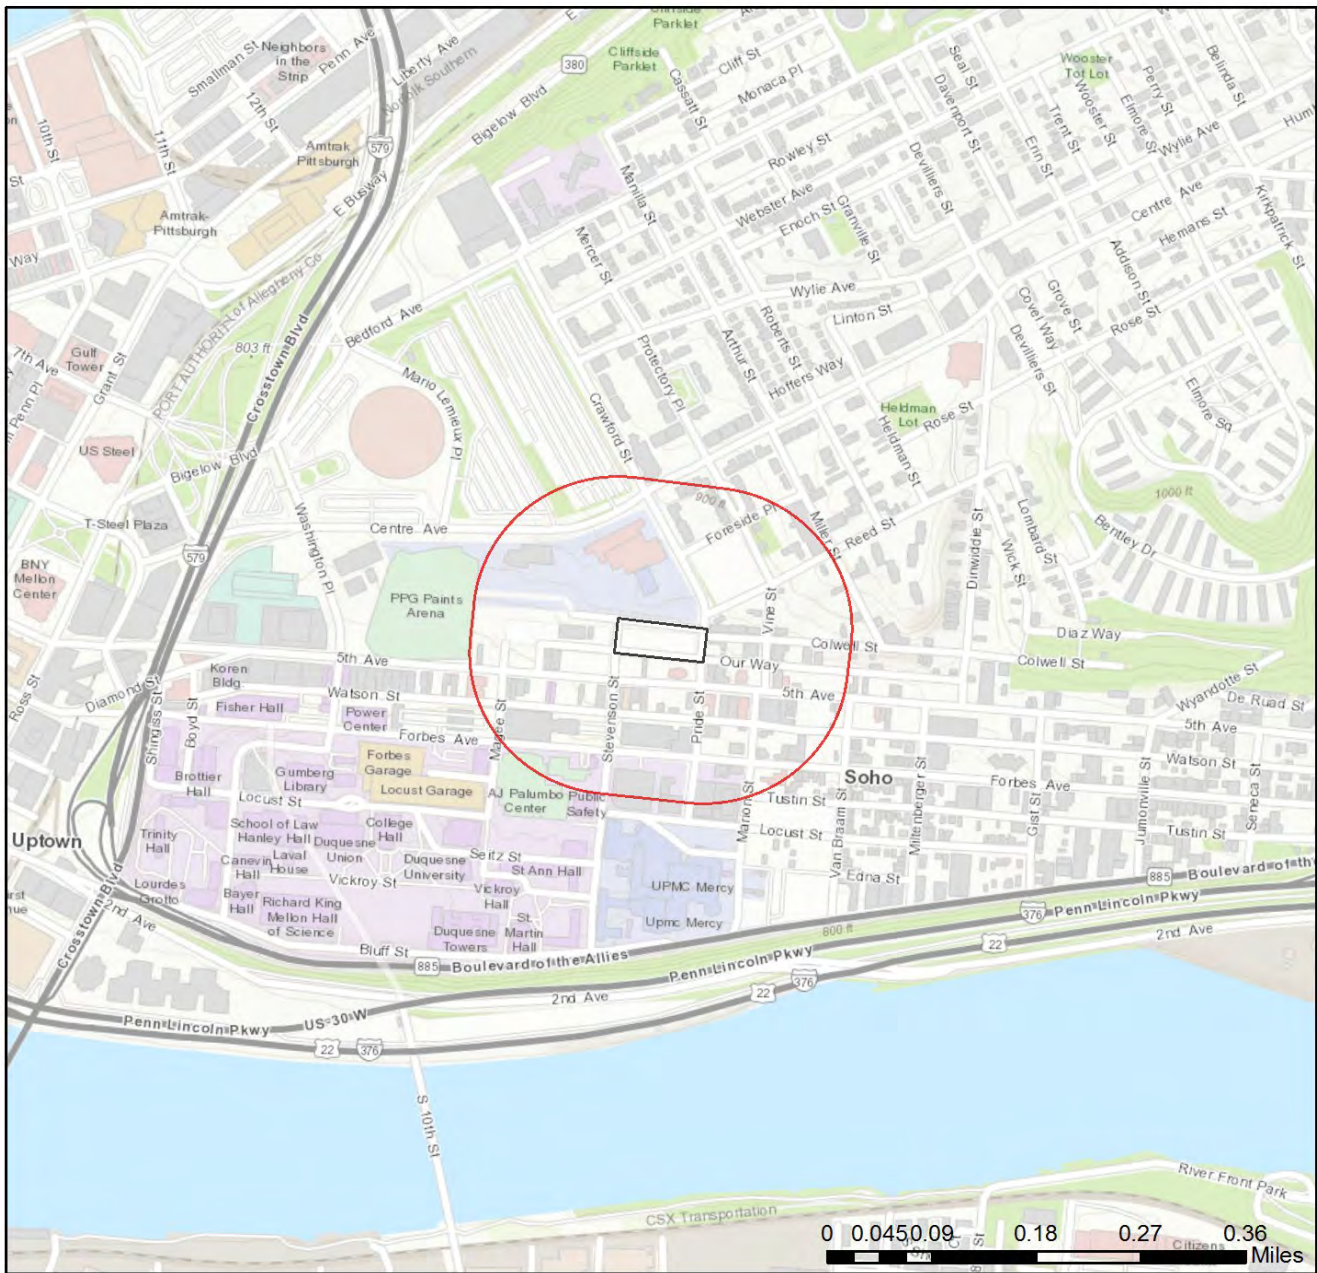 Cliffside
Parklet
Cliffside
Parklet
Cliff St
Cassatt St
Monaca Pl
Seal St
Davenport St
Wooster
Tot Lot
Wooster St
Perry St
Elmore St
Belinda St
Wylie Ave
Trent St
Erin St
Neighbors
in the
Strip
Smallman St
Penn Ave
Liberty Ave
Norfolk Southern
380
Bigelow Blvd
12th St
11th St
10th St
St
579
Amtrak
Pittsburgh
E Busway
Amtrak-
Pittsburgh
Way
Rowley St
Manilla St
Webster Ave
Enoch St
Granville St
Devilliers St
Centre Ave
Hemans St
Kirkpatrick St
Mercer St
Addison St
PORT AUTHORITY of Allegheny Co
Bedford Ave
Wylie Ave
Linton St
Grove St
Covel Way
Rose St
803 ft
Crosstown Blvd
7th Ave
Gulf
Tower
Grant St
Penn Pl
Mario Lemieux Pl
Protectory Pl
Arthur St
Roberts St
Hoffers Way
Devilliers St
Elmore Sq
Crawford St
Heldman
Lot
Rose St
Heldman St
US Steel
Bigelow Blvd
T-Steel Plaza
579
Washington Pl
Centre Ave
900 ft
Foreside Pl
Miller St
Reed St
Dinwiddie St
Lombard St
Wick St
1000 ft
Bentley Dr
BNY
Mellon
Center
PPG Paints
Arena
Vine St
Colwell St
Diaz Way
Our Way
Colwell St
5th Ave
Ross St
Diamond St
Koren
Bldg.
5th Ave
Wyandotte St
De Ruad St
5th Ave
Shingiss St
Boyd St
Fisher Hall
Watson St
Power
Center
Forbes Ave
Magee St
Stevenson St
Pride St
Watson St
Forbes
Garage
Brottier
Hall
Gumberg
Library
Locust Garage
Locust St
AJ Palumbo
Center
Public
Safety
Marion St
Soho
Tustin St
Forbes Ave
Van Braam St
Miltenberger St
Gist St
Jumonville St
Seneca St
Tustin St
Locust St
Uptown
Trinity
Hall
School of Law
Hanley Hall
Duquesne
Union
College
Hall
Canevin
Hall
Laval
House
Duquesne
University
Seitz St
St Ann Hall
Vickroy St
Vickroy
Hall
Edna St
UPMC Mercy
Upmc Mercy
885
Boulevard of the
Lourdes
Grotto
Bayer
Hall
Richard King
Mellon Hall
of Science
Duquesne
Towers
St
Martin
Hall
Crosstown Blvd
2nd Ave
Bluff St
885
Boulevard of the Allies
800 ft
376
Penn Lincoln Pkwy
22
2nd Ave
Penn Lincoln Pkwy
376
22
2nd Ave
Penn Lincoln Pkwy
US-30 W
22
376
S 10th St
River Front Park
CSX Transportation
Citizens
0 0.045 0.09 0.18 0.27 0.36
Miles